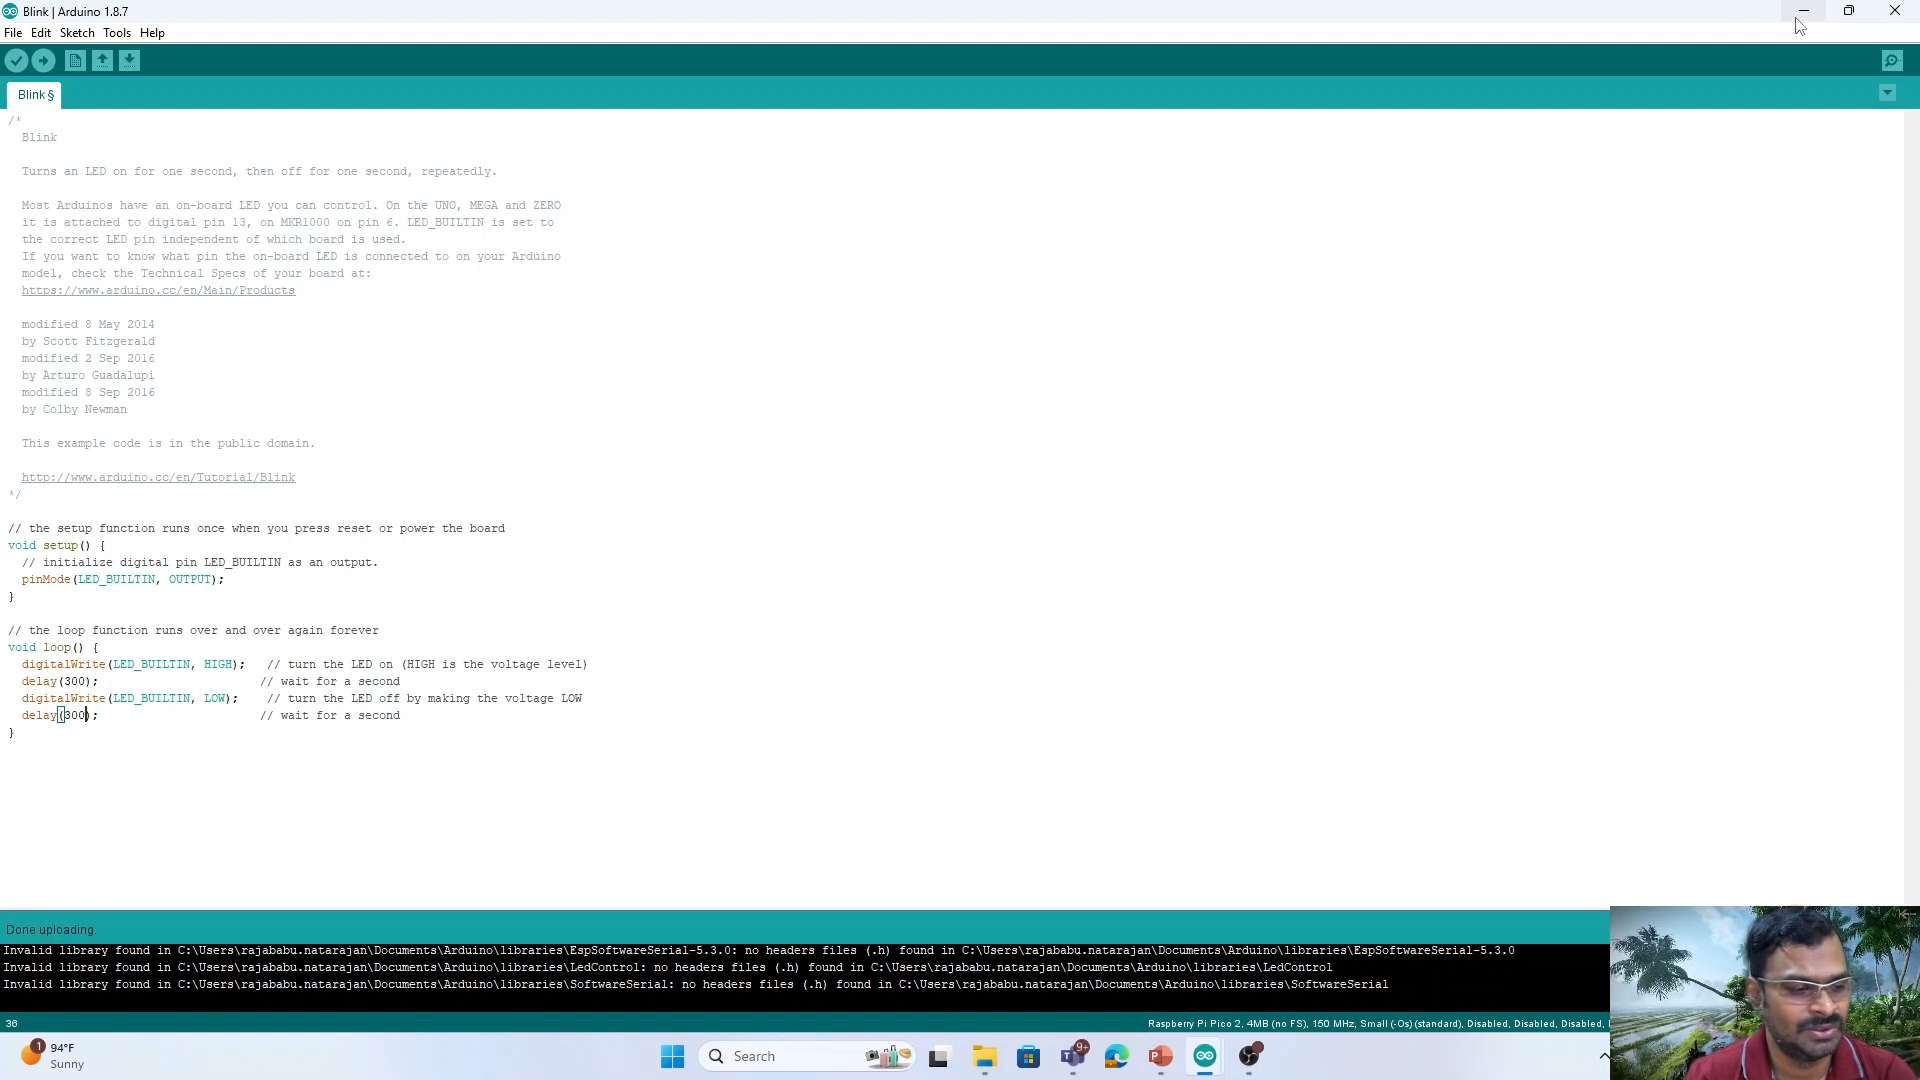 Blink | Arduino 1.8.7
File Edit Sketch Tools Help
Blink §
/*
Blink
Turns an LED on for one second, then off for one second, repeatedly.
Most Arduinos have an on-board LED you can control. On the UNO, MEGA and ZERO
it is attached to digital pin 13, on MKR1000 on pin 6. LED_BUILTIN is set to
the correct LED pin independent of which board is used.
If you want to know what pin the on-board LED is connected to on your Arduino
model, check the Technical Specs of your board at:
https://www.arduino.cc/en/Main/Products
modified 8 May 2014
by Scott Fitzgerald
modified 2 Sep 2016
by Arturo Guadalupi
modified 8 Sep 2016
by Colby Newman
This example code is in the public domain.
http://www.arduino.cc/en/Tutorial/Blink
*/
// the setup function runs once when you press reset or power the board
void setup() {
// initialize digital pin LED_BUILTIN as an output.
pinMode(LED_BUILTIN, OUTPUT);
}
// the loop function runs over and over again forever
void loop() {
digitalWrite(LED_BUILTIN, HIGH);   // turn the LED on (HIGH is the voltage level)
delay(300);                       // wait for a second
digitalWrite(LED_BUILTIN, LOW);    // turn the LED off by making the voltage LOW
delay(300);                       // wait for a second
}
Done uploading.
Invalid library found in C:\Users\rajababu.natarajan\Documents\Arduino\libraries\EspSoftwareSerial-5.3.0: no headers files (.h) found in C:\Users\rajababu.natarajan\Documents\Arduino\libraries\EspSoftwareSerial-5.3.0
Invalid library found in C:\Users\rajababu.natarajan\Documents\Arduino\libraries\LedControl: no headers files (.h) found in C:\Users\rajababu.natarajan\Documents\Arduino\libraries\LedControl
Invalid library found in C:\Users\rajababu.natarajan\Documents\Arduino\libraries\SoftwareSerial: no headers files (.h) found in C:\Users\rajababu.natarajan\Documents\Arduino\libraries\SoftwareSerial
36 Raspberry Pi Pico 2, 4MB (no FS), 150 MHz, Small (-Os) (standard), Disabled, Disabled, Disabled,
1 94°F
Sunny
Search
9+